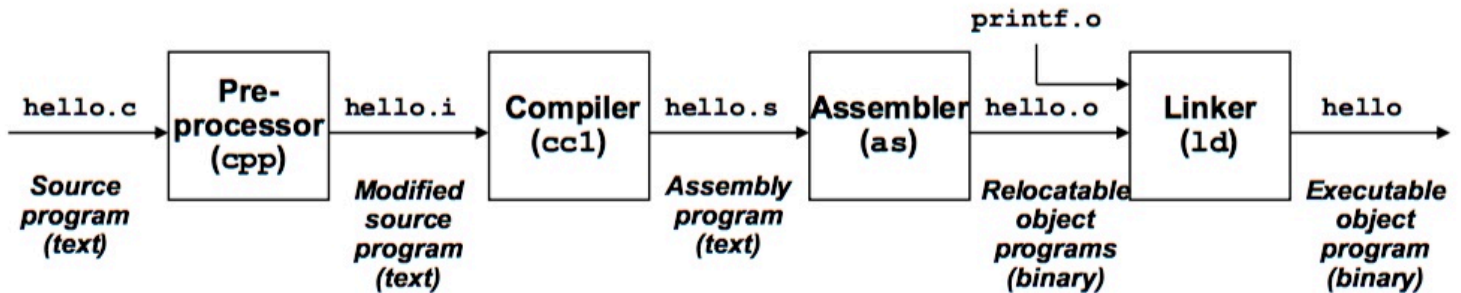 printf.o
hello.c
Pre-
processor
(cpp)
hello.i
Compiler
(cc1)
hello.s
Assembler
(as)
hello.o
Linker
(ld)
hello
Source
program
(text)
Modified
source
program
(text)
Assembly
program
(text)
Relocatable
object
programs
(binary)
Executable
object
program
(binary)